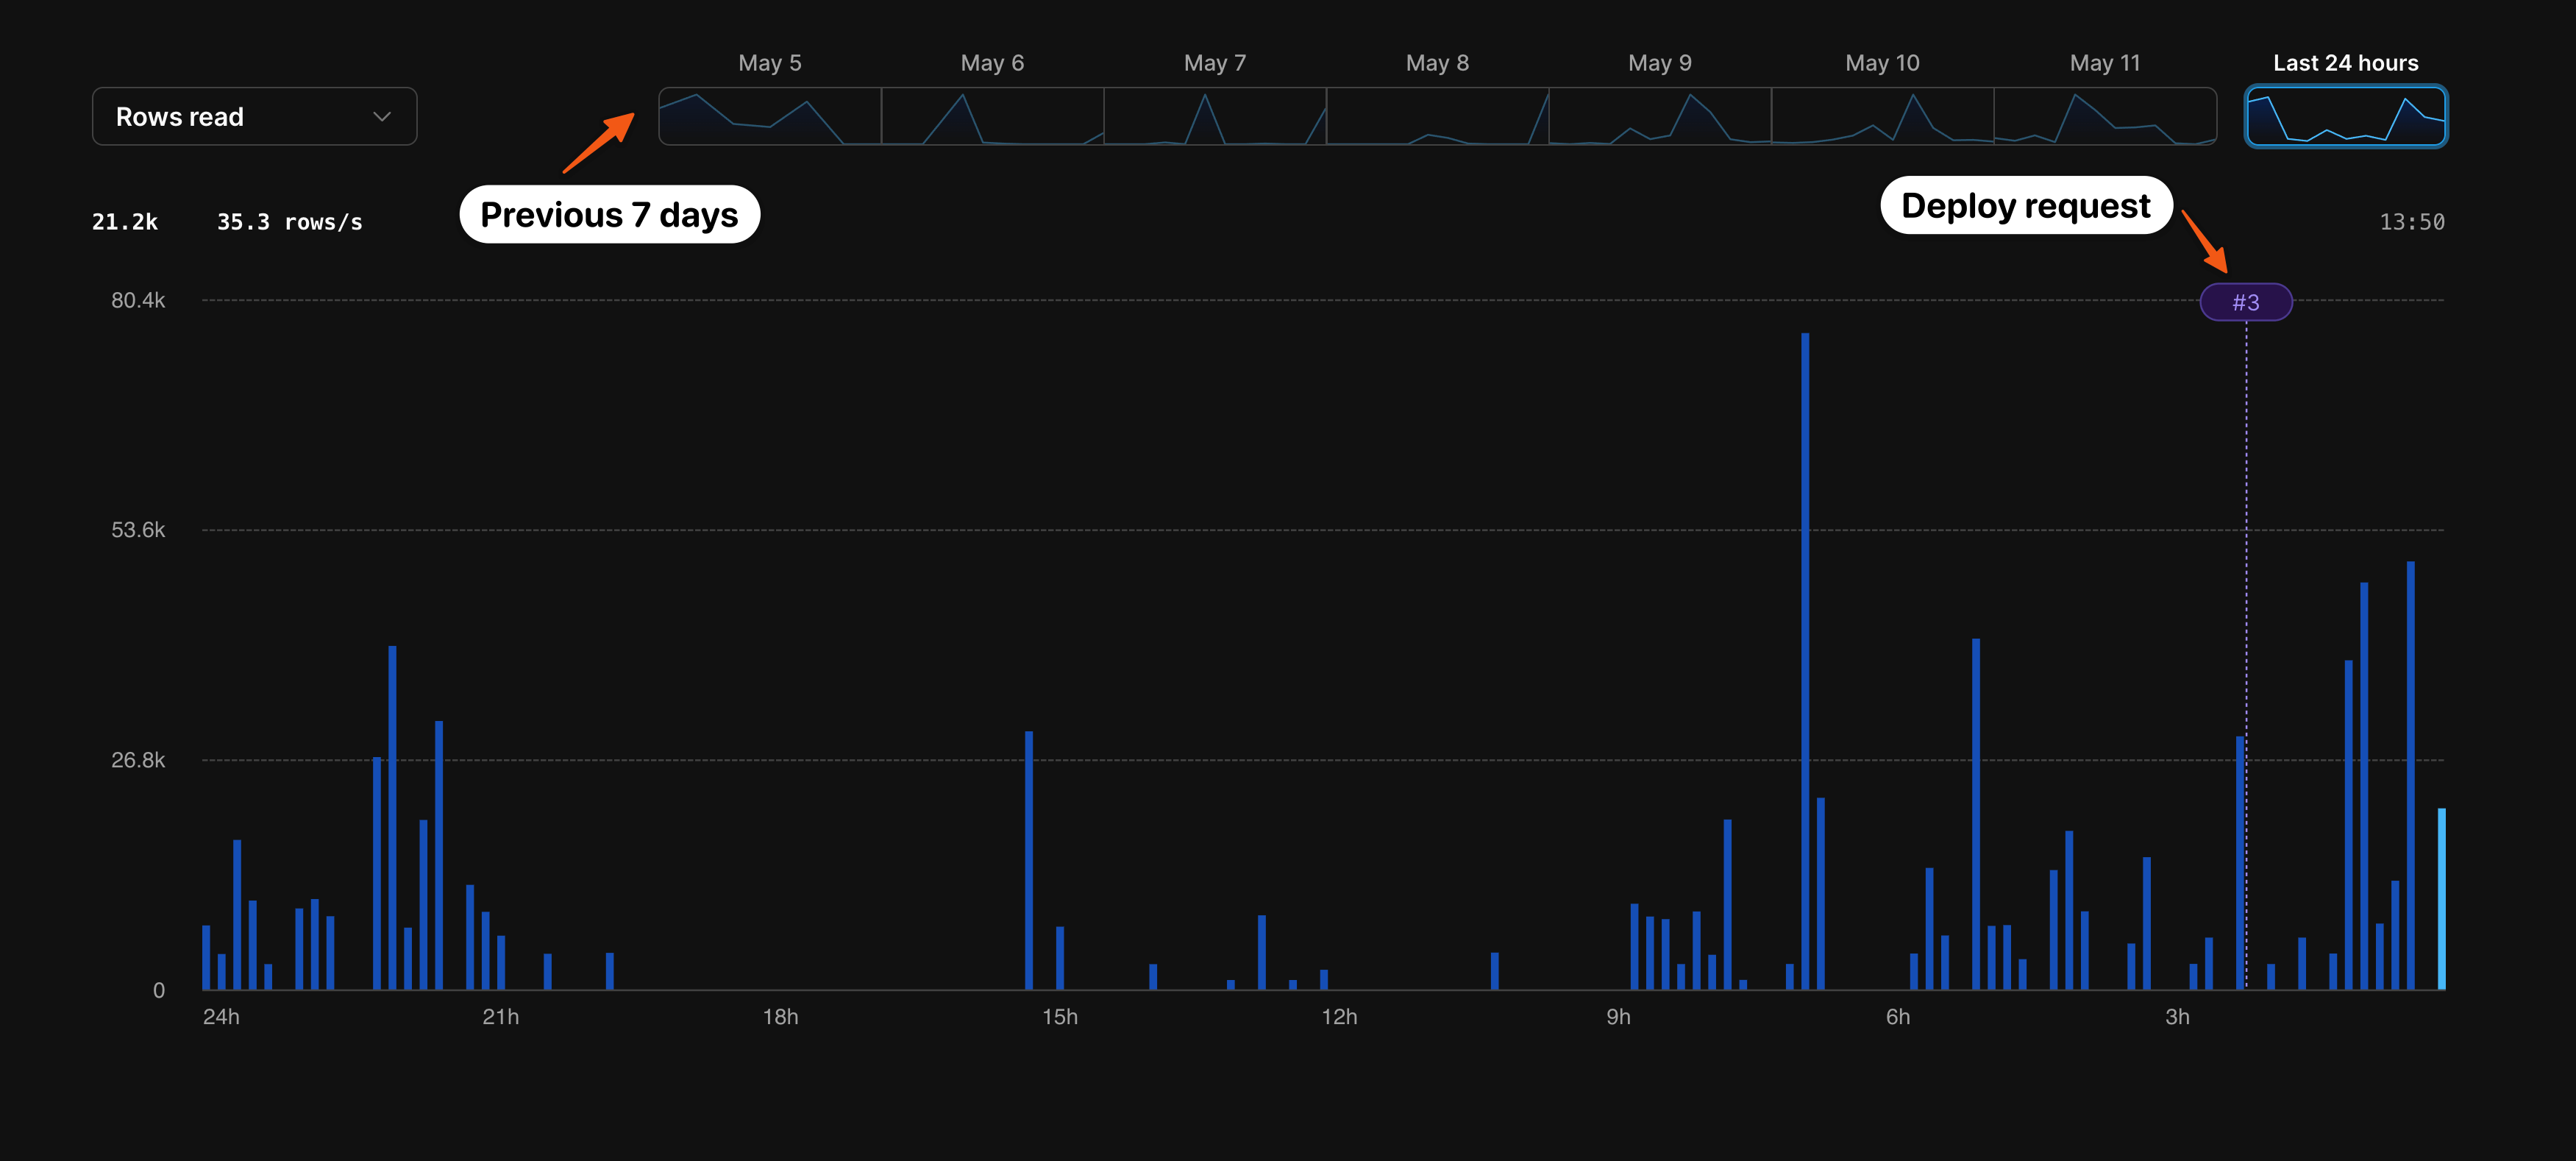 May 5 May 6 May 7 May 8 May 9 May 10 May 11 Last 24 hours
Rows read
Previous 7 days
Deploy request
21.2k 35.3 rows/s 13:50
80.4k
#3
53.6k
26.8k
0
24h 21h 18h 15h 12h 9h 6h 3h